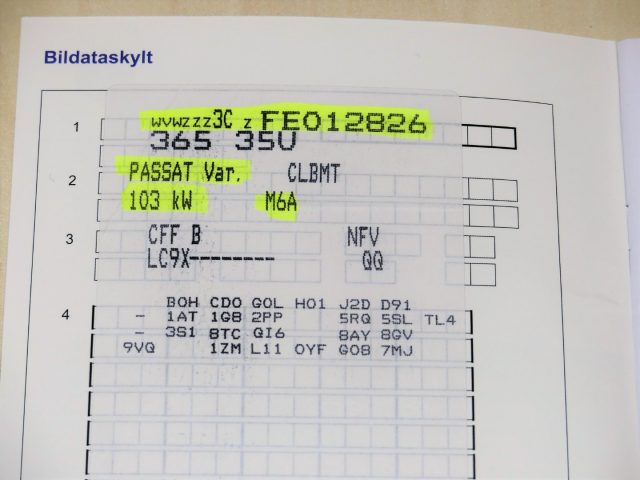 Bildataskylt
1 WVWZZZ3C Z FE012826
365 35U
2 PASSAT Var. CLBMT
103 kW M6A
3 CFF B NFV
LC9X-------- QQ
B0H CD0 G0L H01 J2D D91
4 - 1AT 1G8 2PP 5RQ 5SL TL4
- 3S1 8TC QI6 8AY 8GV
9VQ 1ZM L11 0YF G08 7MJ